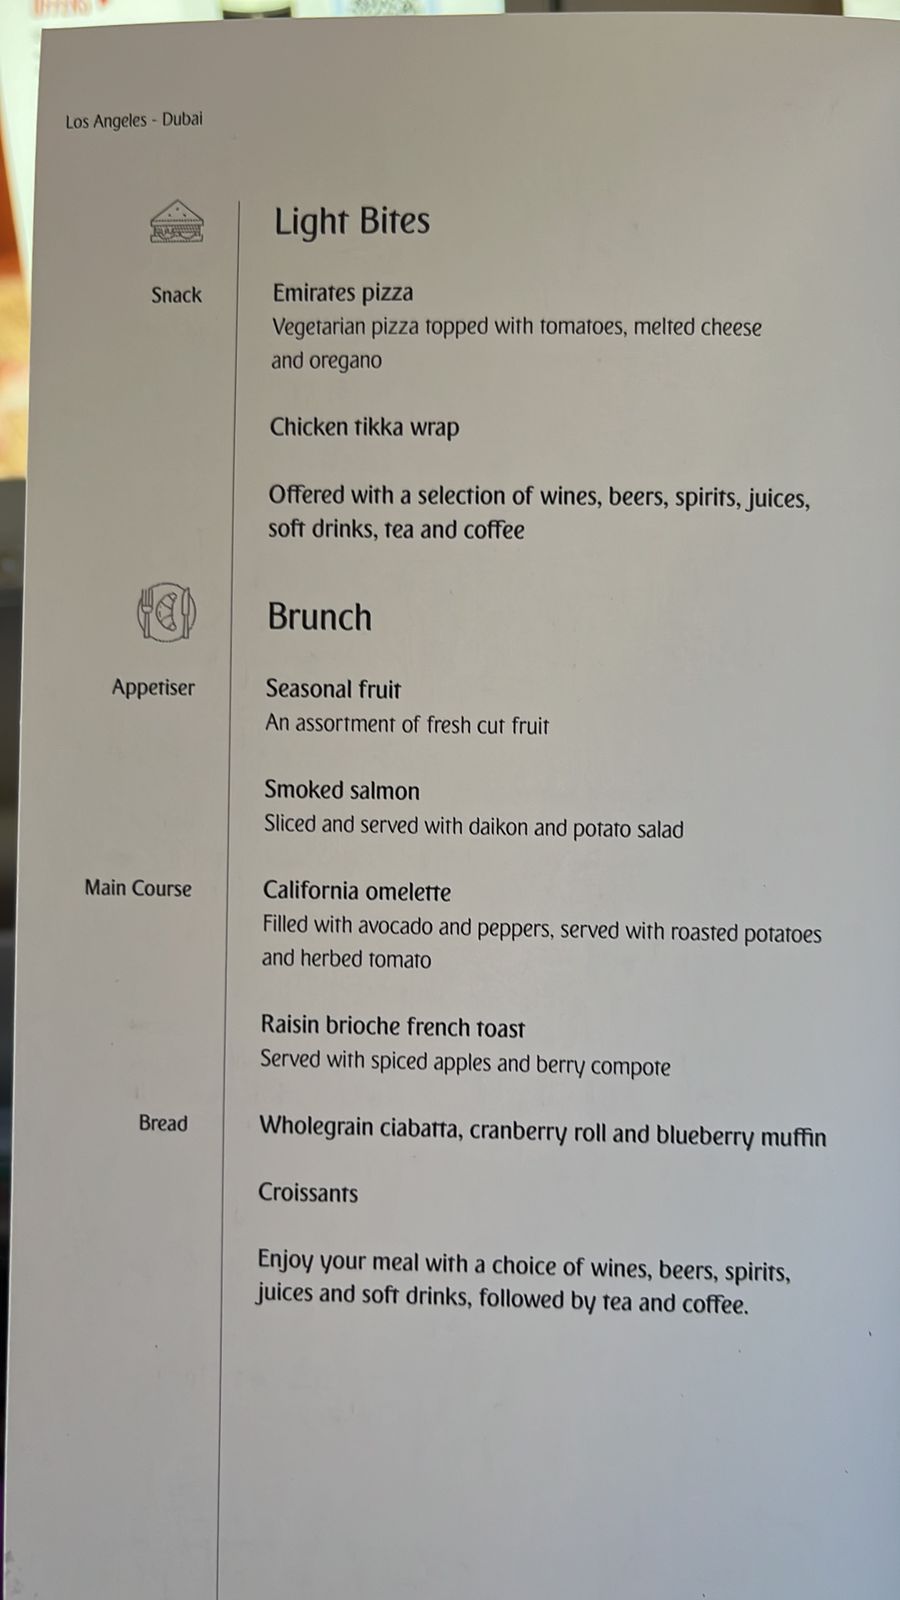 Los Angeles - Dubai
Light Bites
Snack
Emirates pizza
Vegetarian pizza topped with tomatoes, melted cheese
and oregano
Chicken tikka wrap
Offered with a selection of wines, beers, spirits, juices,
soft drinks, tea and coffee
Brunch
Appetiser
Seasonal fruit
An assortment of fresh cut fruit
Smoked salmon
Sliced and served with daikon and potato salad
Main Course
California omelette
Filled with avocado and peppers, served with roasted potatoes
and herbed tomato
Raisin brioche french toast
Served with spiced apples and berry compote
Bread
Wholegrain ciabatta, cranberry roll and blueberry muffin
Croissants
Enjoy your meal with a choice of wines, beers, spirits,
juices and soft drinks, followed by tea and coffee.